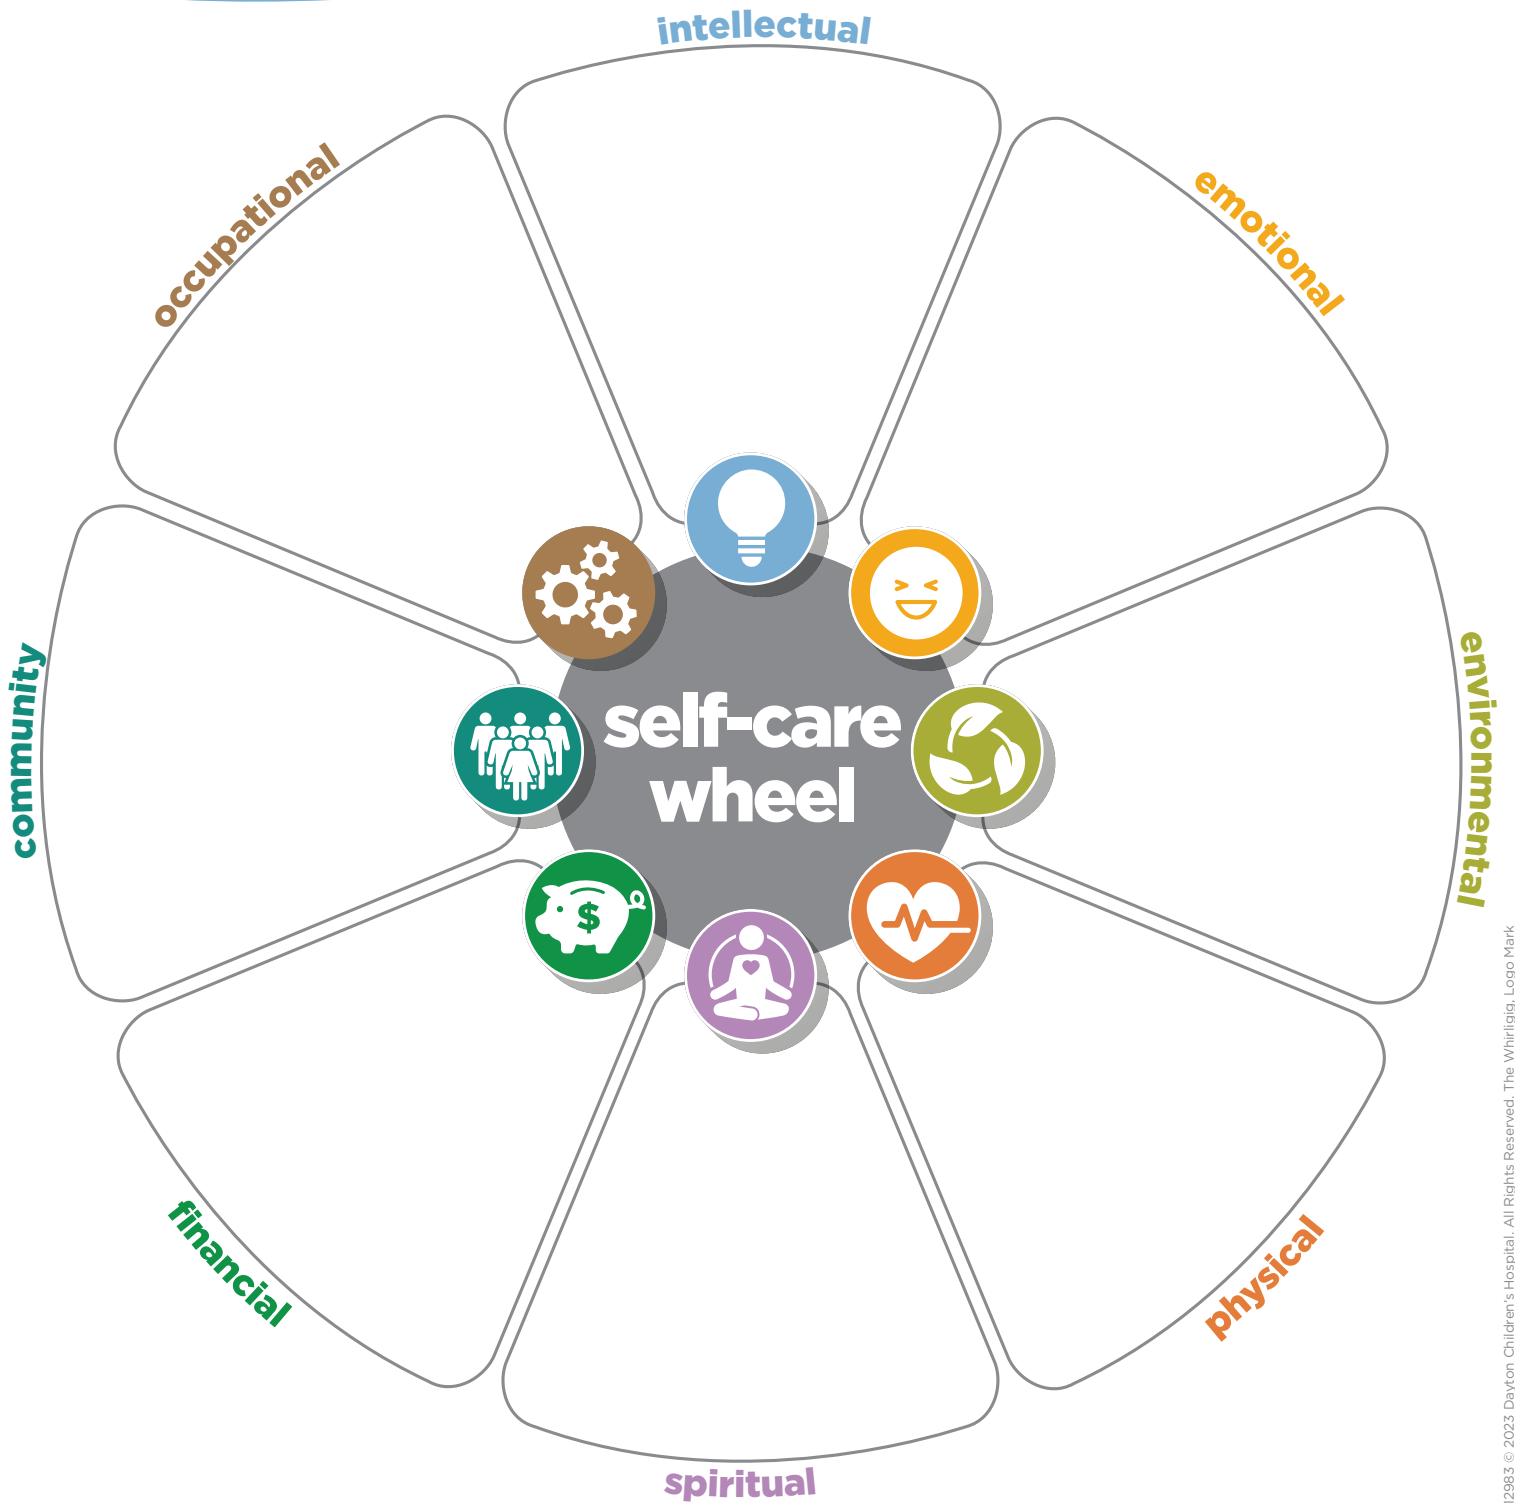 intellectual
emotional
environmental
physical
spiritual
financial
community
occupational
self-care
wheel
$
12983 © 2023 Dayton Children's Hospital. All Rights Reserved. The Whirligig, Logo Mark